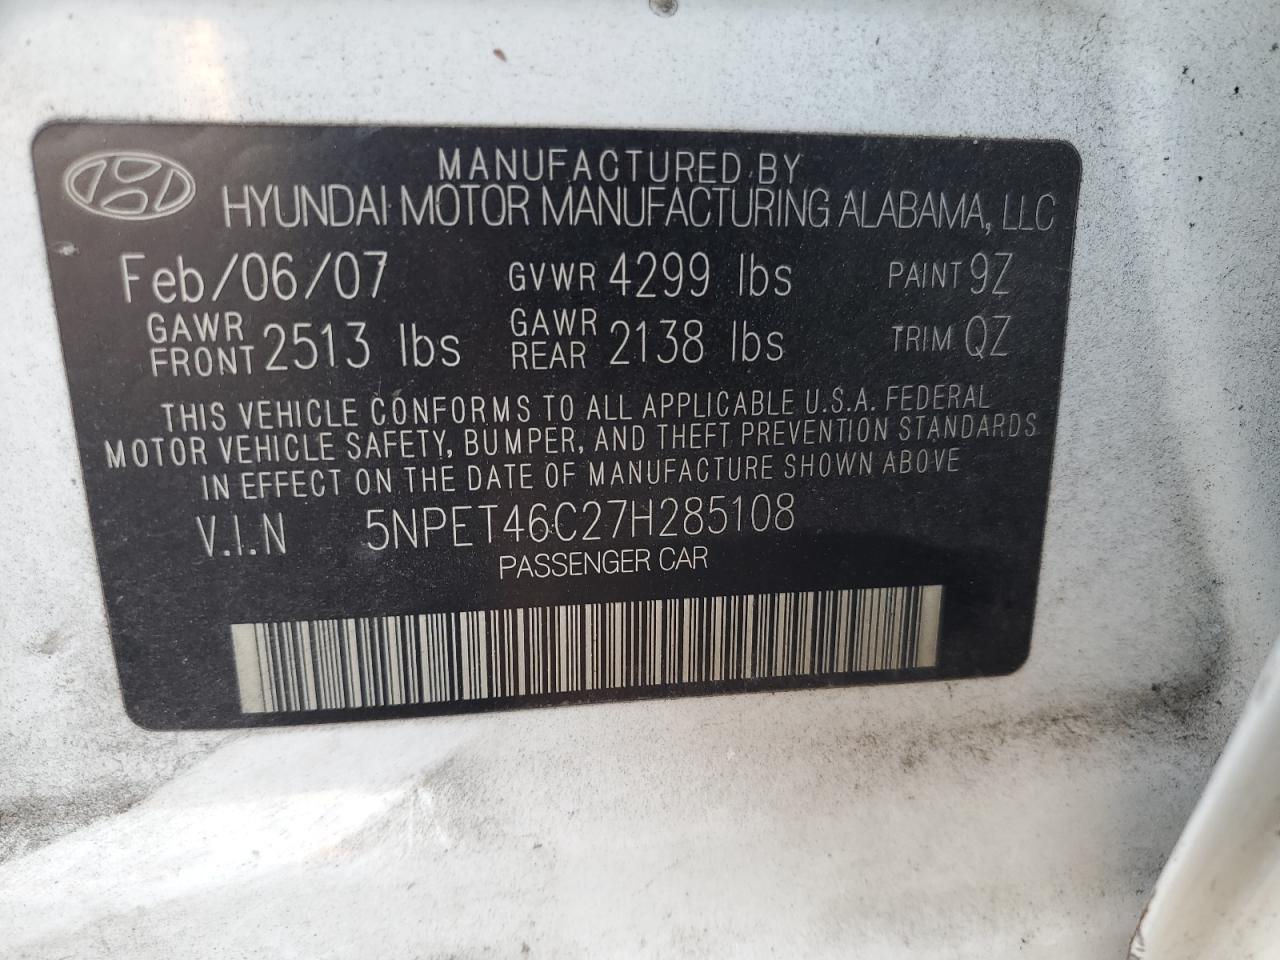 MANUFACTURED BY
HYUNDAI MOTOR MANUFACTURING ALABAMA, LLC
Feb/06/07 GVWR 4299 lbs PAINT 9Z
GAWR FRONT 2513 lbs GAWR REAR 2138 lbs TRIM QZ
THIS VEHICLE CONFORMS TO ALL APPLICABLE U.S.A. FEDERAL
MOTOR VEHICLE SAFETY, BUMPER, AND THEFT PREVENTION STANDARDS
IN EFFECT ON THE DATE OF MANUFACTURE SHOWN ABOVE
V.I.N 5NPET46C27H285108
PASSENGER CAR